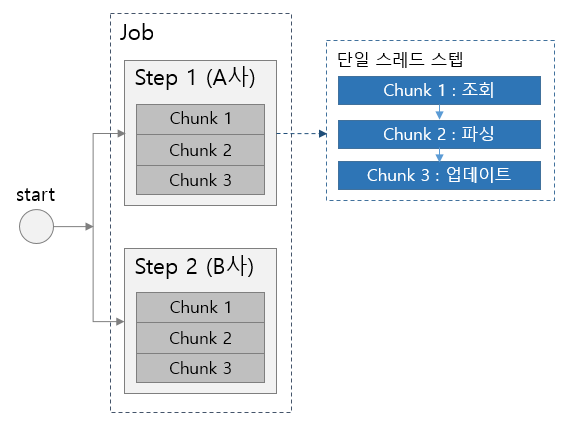 start
Job
Step 1 (A사)
Chunk 1
Chunk 2
Chunk 3
Step 2 (B사)
Chunk 1
Chunk 2
Chunk 3
단일 스레드 스텝
Chunk 1 : 조회
Chunk 2 : 파싱
Chunk 3 : 업데이트